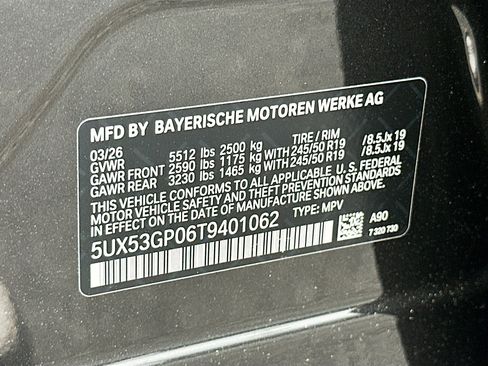 MFD BY BAYERISCHE MOTOREN WERKE AG
03/26 TIRE / RIM
GVWR 5512 lbs 2500 kg
GAWR FRONT 2590 lbs 1175 kg WITH 245/50 R19 /8.5Jx19
GAWR REAR 3230 lbs 1465 kg WITH 245/50 R19 /8.5Jx19
THIS VEHICLE CONFORMS TO ALL APPLICABLE U.S. FEDERAL
MOTOR VEHICLE SAFETY AND THEFT PREVENTION STANDARDS
IN EFFECT ON THE DATE OF MANUFACTURE SHOWN ABOVE.
5UX53GP06T9401062 TYPE: MPV
A90
7 320 730